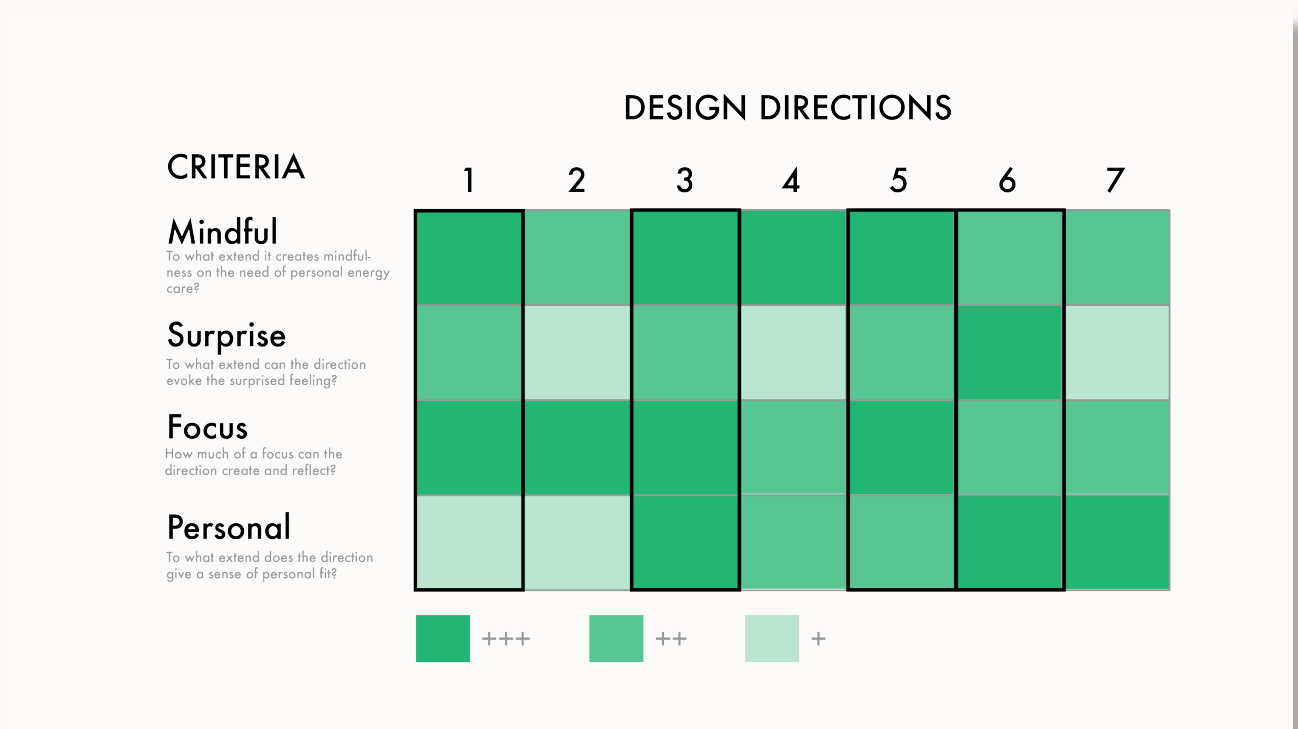 DESIGN DIRECTIONS
CRITERIA
1 2 3 4 5 6 7
Mindful
To what extend it creates mindful-
ness on the need of personal energy
care?
Surprise
To what extend can the direction
evoke the surprised feeling?
Focus
How much of a focus can the
direction create and reflect?
Personal
To what extend does the direction
give a sense of personal fit?
+++ ++ +